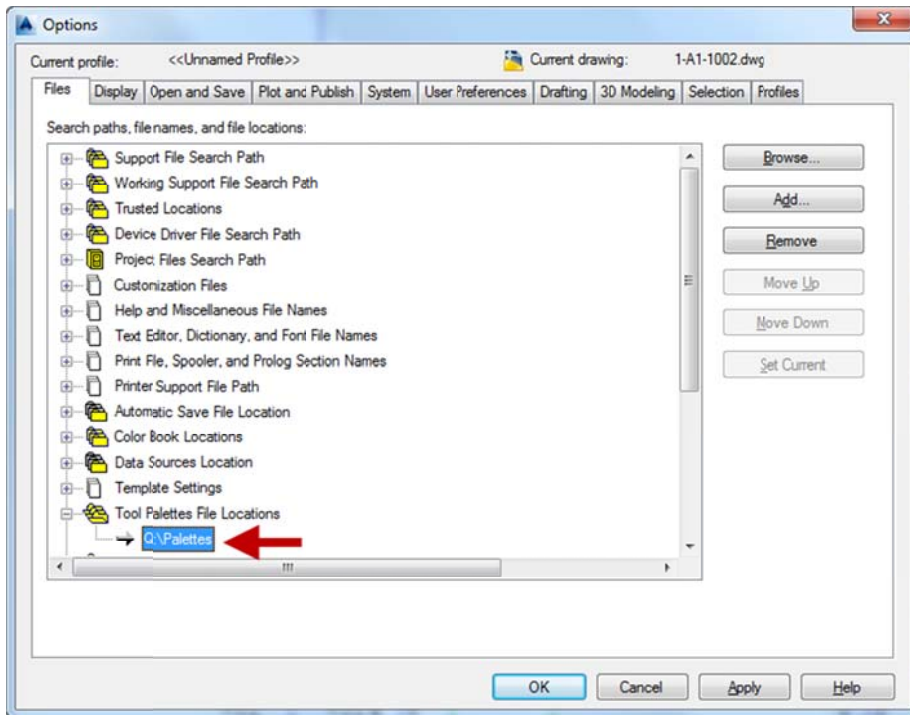 Options
Current profile: <<Unnamed Profile>> Current drawing: 1-A1-1002.dwg
Files Display Open and Save Plot and Publish System User Preferences Drafting 3D Modeling Selection Profiles
Search paths, file names, and file locations:
Support File Search Path
Working Support File Search Path
Trusted Locations
Device Driver File Search Path
Project Files Search Path
Customization Files
Help and Miscellaneous File Names
Text Editor, Dictionary, and Font File Names
Print File, Spooler, and Prolog Section Names
Printer Support File Path
Automatic Save File Location
Color Book Locations
Data Sources Location
Template Settings
Tool Palettes File Locations
Q:\Palettes
Browse...
Add...
Remove
Move Up
Move Down
Set Current
OK Cancel Apply Help